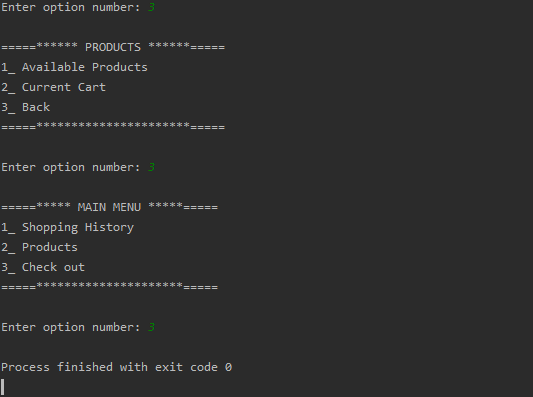 Enter option number: 3
=====****** PRODUCTS ******=====
1_ Available Products
2_ Current Cart
3_ Back
=====**********************=====
Enter option number: 3
=====***** MAIN MENU *****=====
1_ Shopping History
2_ Products
3_ Check out
=====*********************=====
Enter option number: 3
Process finished with exit code 0